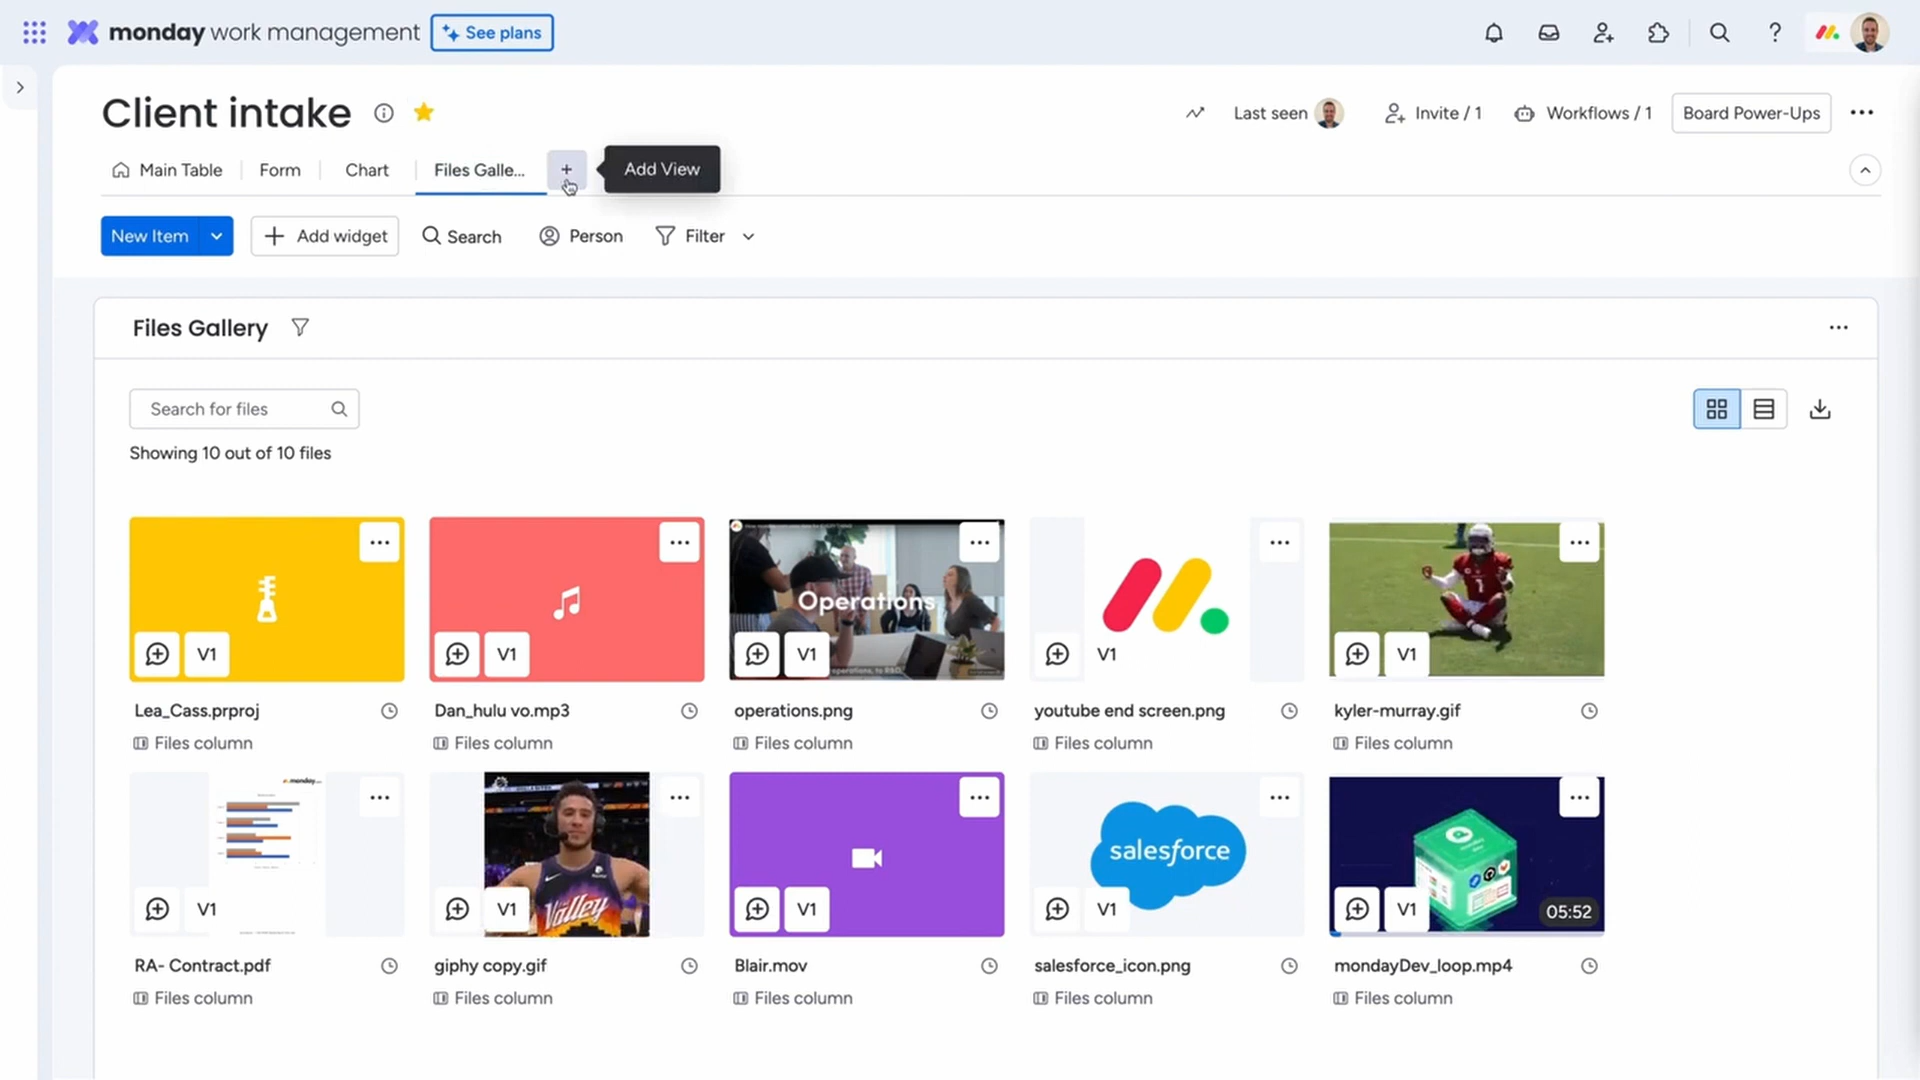 monday work management
See plans
Client intake
Last seen
Invite / 1
Workflows / 1
Board Power-Ups
Main Table
Form
Chart
Files Galle...
+
Add View
New Item
Add widget
Search
Person
Filter
Files Gallery
Search for files
Showing 10 out of 10 files
Operations
V1
V1
V1
V1
V1
Lea_Cass.prproj
Dan_hulu vo.mp3
operations.png
youtube end screen.png
kyler-murray.gif
Files column
Files column
Files column
Files column
Files column
monday
Valley
salesforce
05:52
V1
V1
V1
V1
V1
RA- Contract.pdf
giphy copy.gif
Blair.mov
salesforce_icon.png
mondayDev_loop.mp4
Files column
Files column
Files column
Files column
Files column